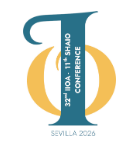 32nd IIOA - 11th SHAIO
CONFERENCE
SEVILLA 2026